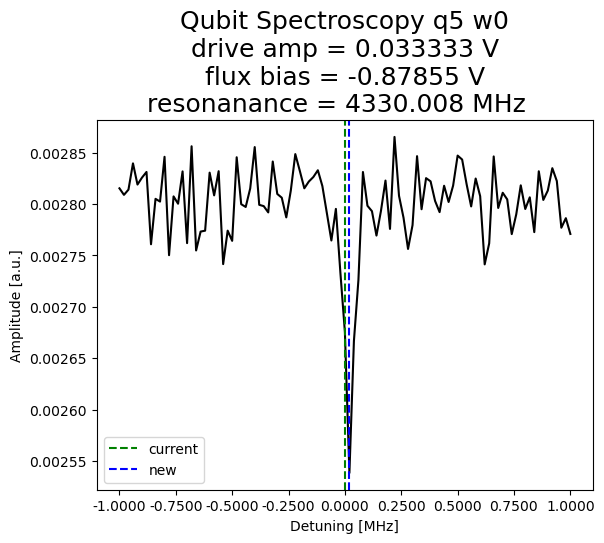 Qubit Spectroscopy q5 w0
drive amp = 0.033333 V
flux bias = -0.87855 V
resonanance = 4330.008 MHz
0.00285
0.00280
0.00275
0.00270
0.00265
0.00260
0.00255
Amplitude [a.u.]
current
new
-1.0000 -0.7500 -0.5000 -0.2500 0.0000 0.2500 0.5000 0.7500 1.0000
Detuning [MHz]